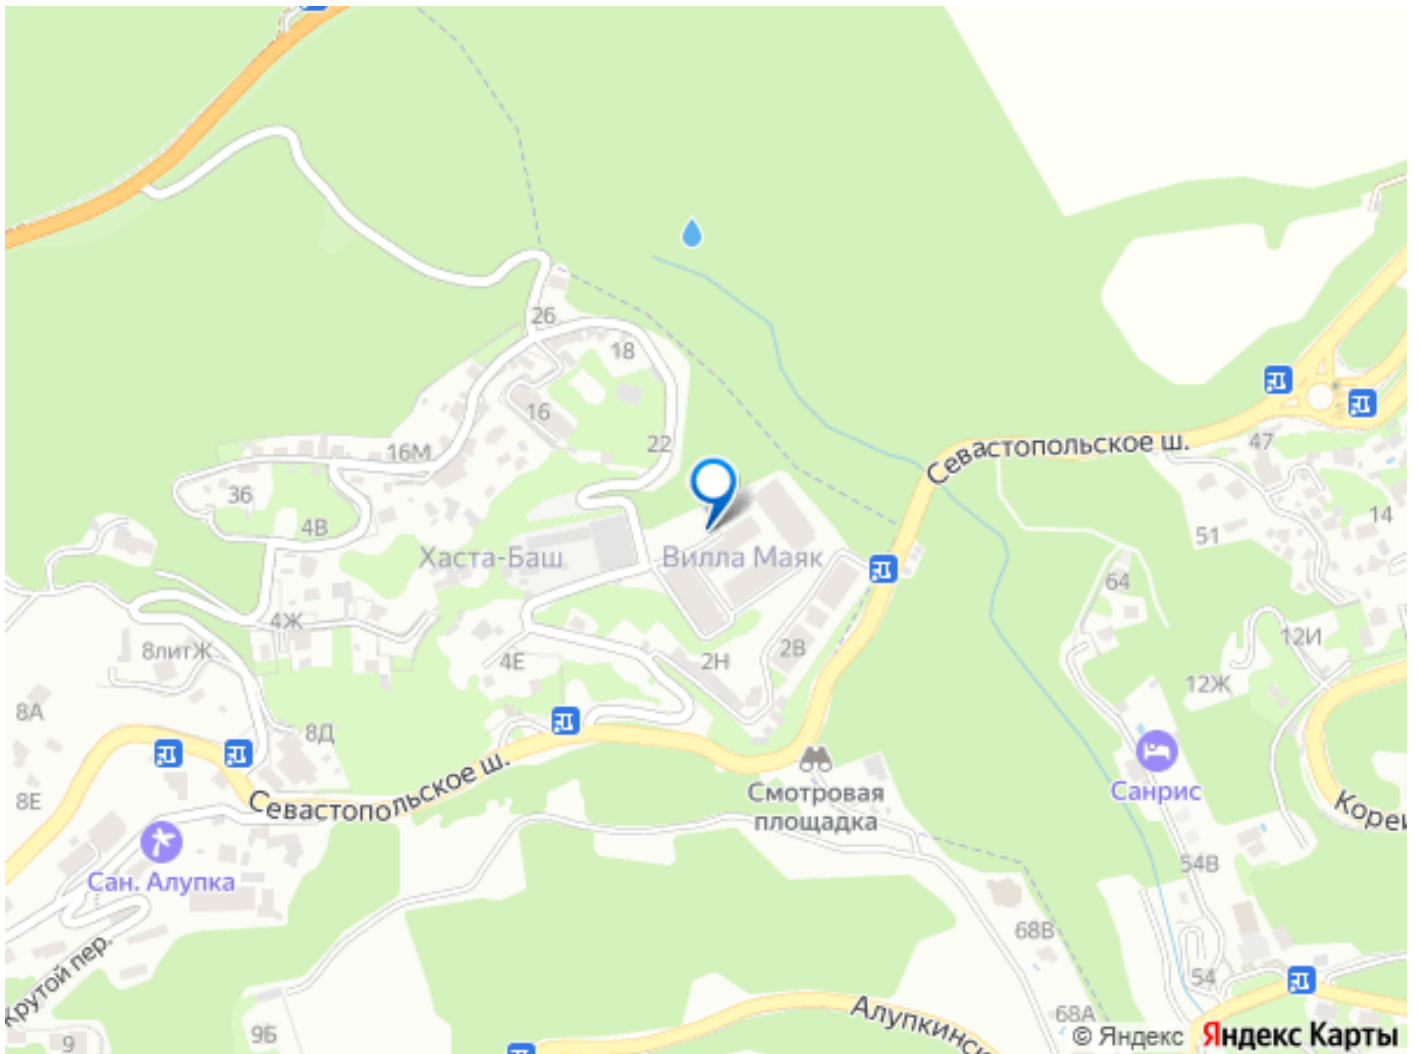 26
18
16
22
16М
36
4В
Хаста-Баш
Вилла Маяк
Севастопольское ш.
47
51
14
64
12И
12Ж
4Ж
8литЖ
4Е
2Н
2В
8А
8Д
8Е
Севастопольское ш.
Смотровая
площадка
Санрис
Сан. Алупка
54В
68В
54
68А
Крутой пер.
9
9Б
Алупкинс
© Яндекс
Яндекс Карты